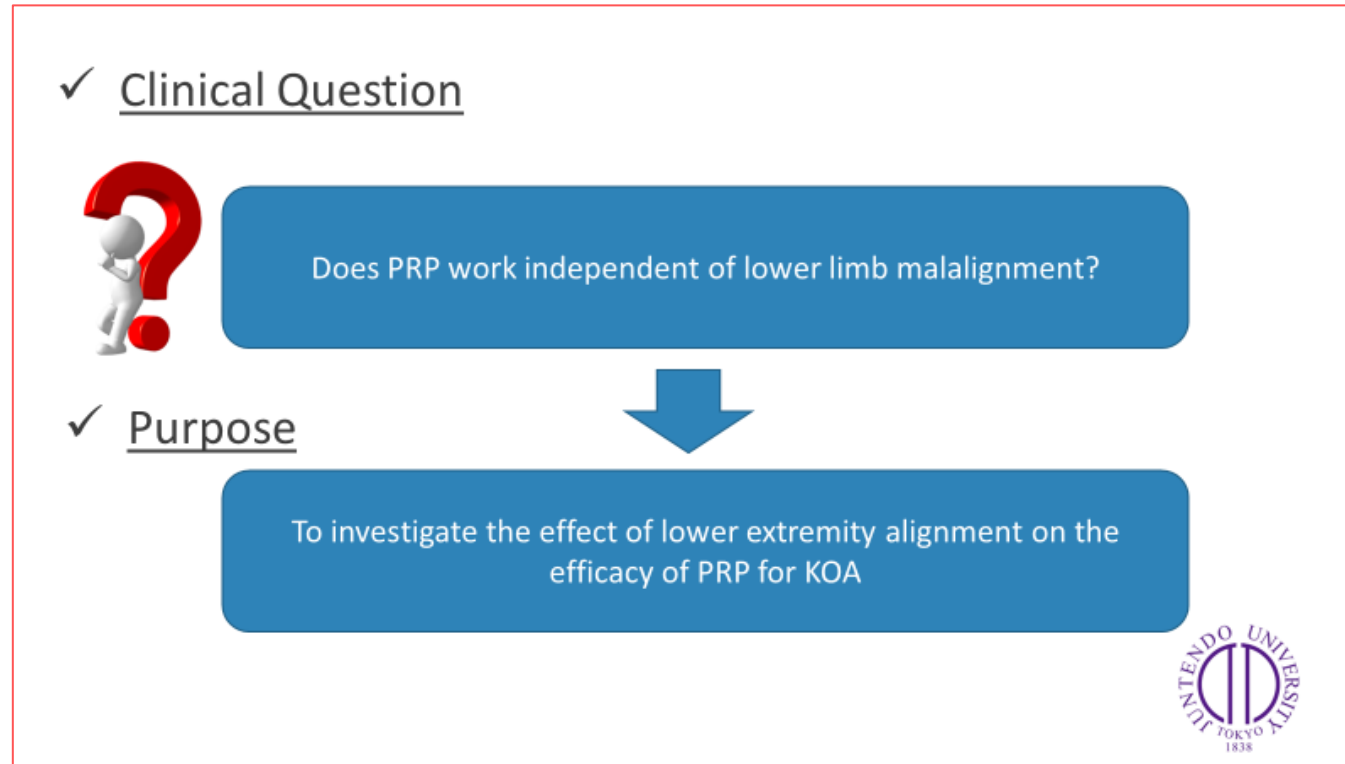 ✓ Clinical Question
Does PRP work independent of lower limb malalignment?
✓ Purpose
To investigate the effect of lower extremity alignment on the
efficacy of PRP for KOA
JUNTENDO UNIVERSITY
TOKYO
1838